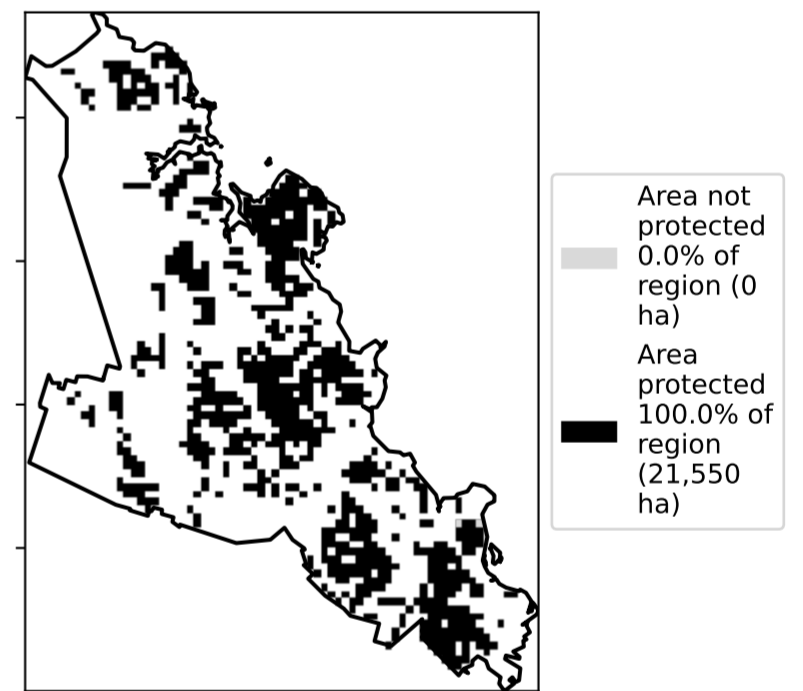 Area not
protected
0.0% of
region (0
ha)
Area
protected
100.0% of
region
(21,550
ha)